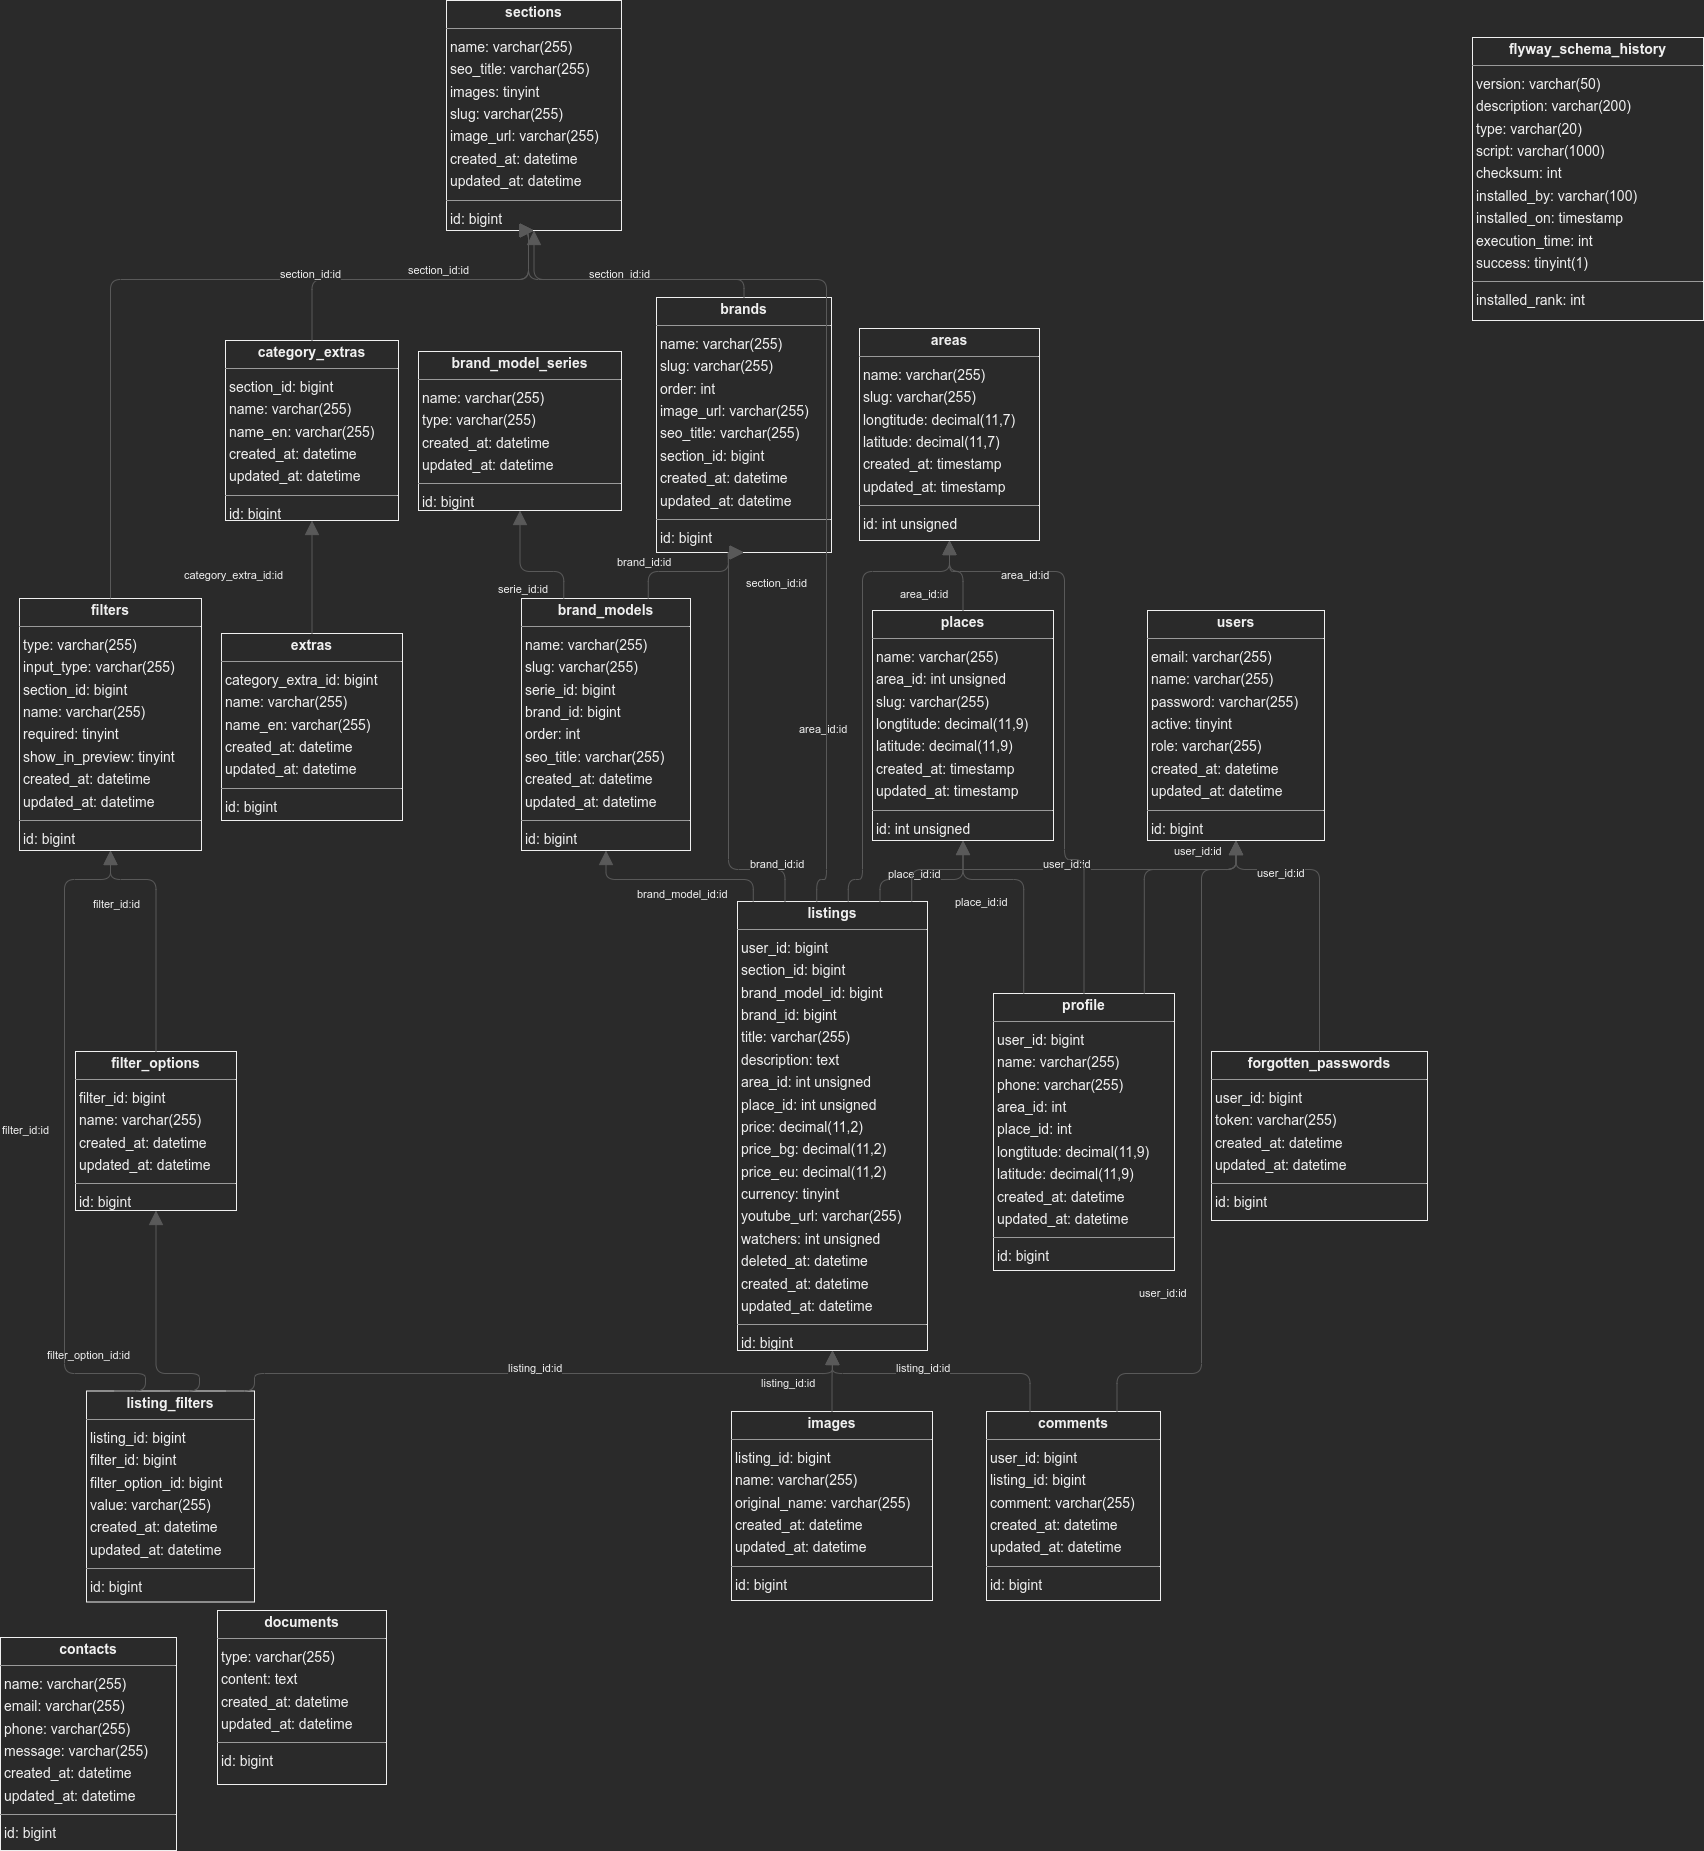 sections
name: varchar(255)
seo_title: varchar(255)
images: tinyint
slug: varchar(255)
image_url: varchar(255)
created_at: datetime
updated_at: datetime
id: bigint
flyway_schema_history
version: varchar(50)
description: varchar(200)
type: varchar(20)
script: varchar(1000)
checksum: int
installed_by: varchar(100)
installed_on: timestamp
execution_time: int
success: tinyint(1)
installed_rank: int
section_id:id
section_id:id
section_id:id
category_extras
section_id: bigint
name: varchar(255)
name_en: varchar(255)
created_at: datetime
updated_at: datetime
id: bigint
brand_model_series
name: varchar(255)
type: varchar(255)
created_at: datetime
updated_at: datetime
id: bigint
brands
name: varchar(255)
slug: varchar(255)
order: int
image_url: varchar(255)
seo_title: varchar(255)
section_id: bigint
created_at: datetime
updated_at: datetime
id: bigint
areas
name: varchar(255)
slug: varchar(255)
longtitude: decimal(11,7)
latitude: decimal(11,7)
created_at: timestamp
updated_at: timestamp
id: int unsigned
category_extra_id:id
serie_id:id
brand_id:id
section_id:id
area_id:id
area_id:id
filters
type: varchar(255)
input_type: varchar(255)
section_id: bigint
name: varchar(255)
required: tinyint
show_in_preview: tinyint
created_at: datetime
updated_at: datetime
id: bigint
extras
category_extra_id: bigint
name: varchar(255)
name_en: varchar(255)
created_at: datetime
updated_at: datetime
id: bigint
brand_models
name: varchar(255)
slug: varchar(255)
serie_id: bigint
brand_id: bigint
order: int
seo_title: varchar(255)
created_at: datetime
updated_at: datetime
id: bigint
area_id:id
places
name: varchar(255)
area_id: int unsigned
slug: varchar(255)
longtitude: decimal(11,9)
latitude: decimal(11,9)
created_at: timestamp
updated_at: timestamp
id: int unsigned
users
email: varchar(255)
name: varchar(255)
password: varchar(255)
active: tinyint
role: varchar(255)
created_at: datetime
updated_at: datetime
id: bigint
filter_id:id
brand_model_id:id
brand_id:id
place_id:id
place_id:id
user_id:id
user_id:id
user_id:id
listings
user_id: bigint
section_id: bigint
brand_model_id: bigint
brand_id: bigint
title: varchar(255)
description: text
area_id: int unsigned
place_id: int unsigned
price: decimal(11,2)
price_bg: decimal(11,2)
price_eu: decimal(11,2)
currency: tinyint
youtube_url: varchar(255)
watchers: int unsigned
deleted_at: datetime
created_at: datetime
updated_at: datetime
id: bigint
profile
user_id: bigint
name: varchar(255)
phone: varchar(255)
area_id: int
place_id: int
longtitude: decimal(11,9)
latitude: decimal(11,9)
created_at: datetime
updated_at: datetime
id: bigint
filter_options
filter_id: bigint
name: varchar(255)
created_at: datetime
updated_at: datetime
id: bigint
forgotten_passwords
user_id: bigint
token: varchar(255)
created_at: datetime
updated_at: datetime
id: bigint
filter_id:id
user_id:id
filter_option_id:id
listing_id:id
listing_id:id
listing_id:id
listing_filters
listing_id: bigint
filter_id: bigint
filter_option_id: bigint
value: varchar(255)
created_at: datetime
updated_at: datetime
id: bigint
images
listing_id: bigint
name: varchar(255)
original_name: varchar(255)
created_at: datetime
updated_at: datetime
id: bigint
comments
user_id: bigint
listing_id: bigint
comment: varchar(255)
created_at: datetime
updated_at: datetime
id: bigint
contacts
name: varchar(255)
email: varchar(255)
phone: varchar(255)
message: varchar(255)
created_at: datetime
updated_at: datetime
id: bigint
documents
type: varchar(255)
content: text
created_at: datetime
updated_at: datetime
id: bigint